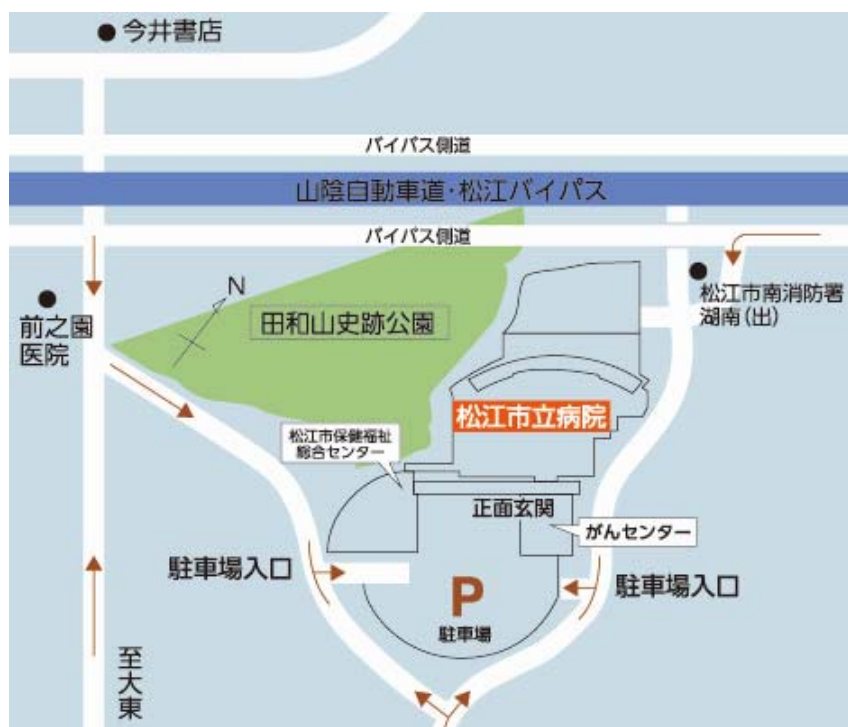 今井書店
バイパス側道
山陰自動車道・松江バイパス
バイパス側道
N
前之園
医院
田和山史跡公園
松江市南消防署
湖南(出)
松江市立病院
松江市保健福祉
総合センター
正面玄関
がんセンター
駐車場入口
P
駐車場
駐車場入口
至大東